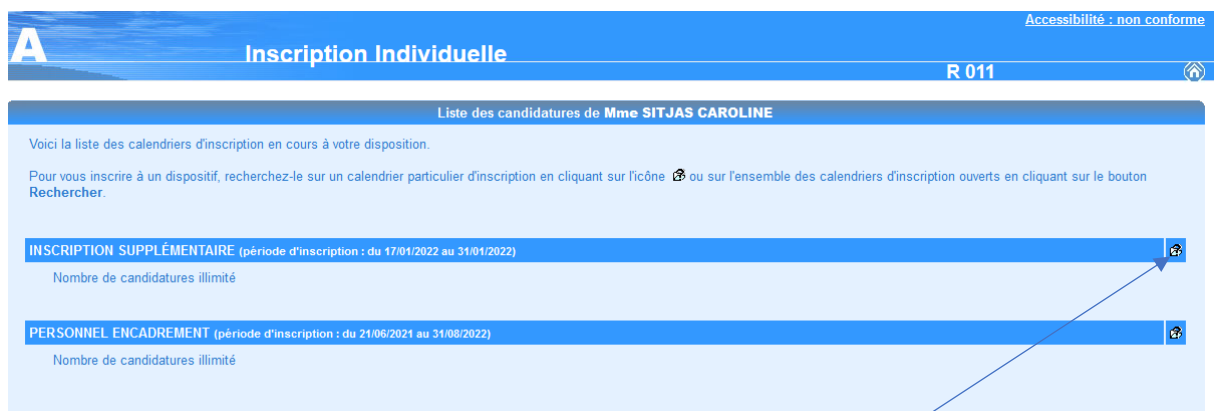 Accessibilité : non conforme
A
Inscription Individuelle
R 011
Liste des candidatures de Mme SITJAS CAROLINE
Voici la liste des calendriers d'inscription en cours à votre disposition.
Pour vous inscrire à un dispositif, recherchez-le sur un calendrier particulier d'inscription en cliquant sur l'icône ou sur l'ensemble des calendriers d'inscription ouverts en cliquant sur le bouton
Rechercher.
INSCRIPTION SUPPLÉMENTAIRE (période d'inscription : du 17/01/2022 au 31/01/2022)
Nombre de candidatures illimité
PERSONNEL ENCADREMENT (période d'inscription : du 21/06/2021 au 31/08/2022)
Nombre de candidatures illimité